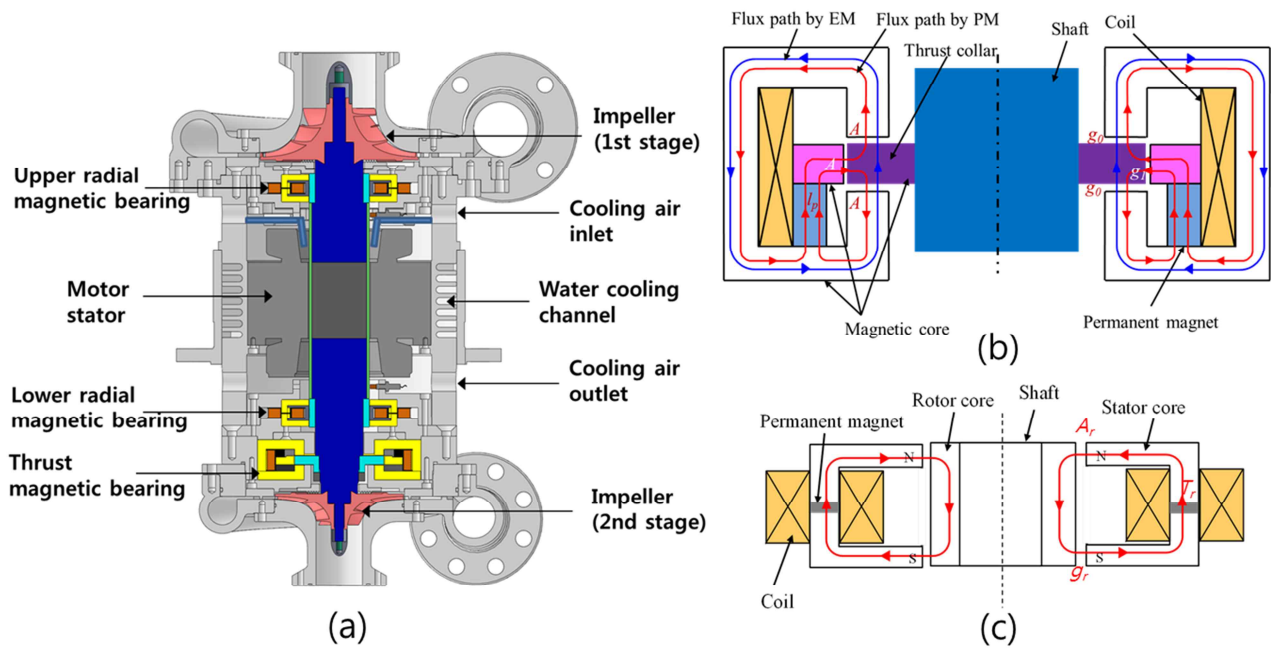 Impeller
(1st stage)
Upper radial
magnetic bearing
Cooling air
inlet
Motor
stator
Water cooling
channel
Cooling air
outlet
Lower radial
magnetic bearing
Thrust
magnetic bearing
Impeller
(2nd stage)
(a)
Flux path by EM
Flux path by PM
Coil
Thrust collar
Shaft
A
g₀
A
g₁
g₀
lₚ
A
Magnetic core
Permanent magnet
(b)
Rotor core
Shaft
Stator core
Permanent magnet
Aᵣ
N
N
Tᵣ
S
S
gᵣ
Coil
(c)